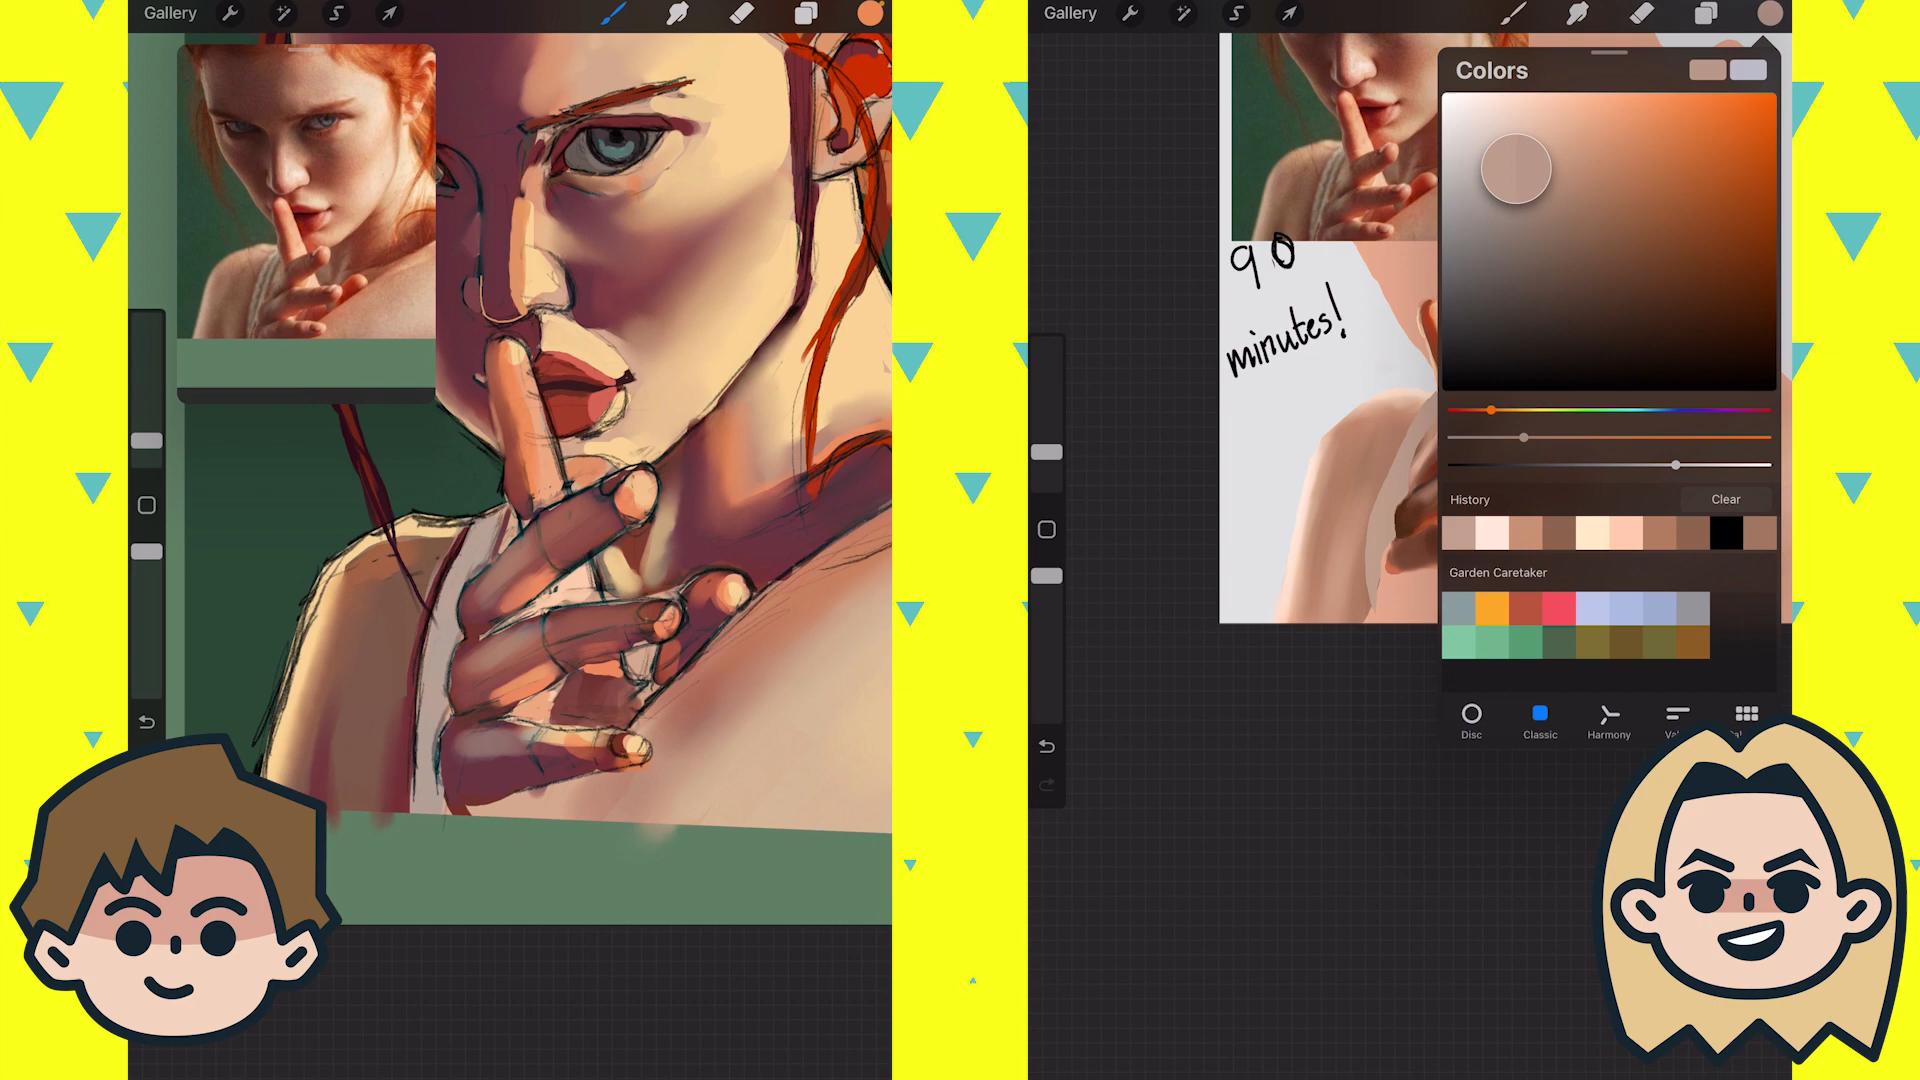 Gallery
Gallery
Colors
90
minutes!
History
Clear
Garden Caretaker
Disc
Classic
Harmony